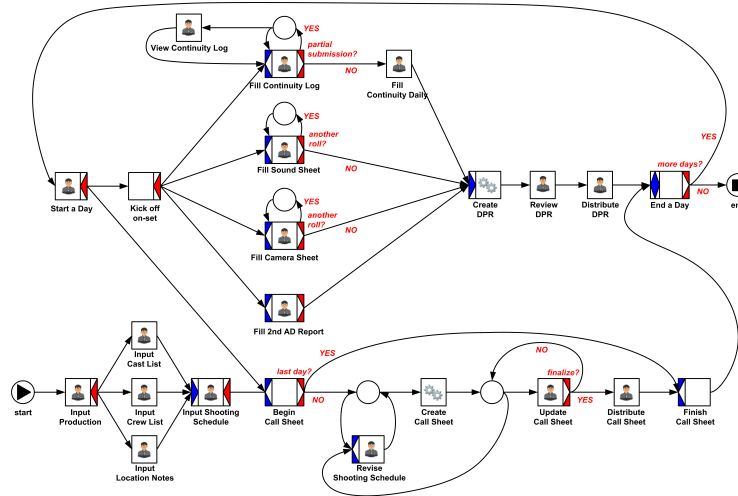 YES
View Continuity Log
partial
submission?
NO
Fill Continuity Log
Fill
Continuity Daily
YES
another
roll?
Fill Sound Sheet
NO
more days?
YES
NO
Start a Day
Kick off
on-set
YES
another
roll?
NO
Fill Camera Sheet
Create
DPR
Review
DPR
Distribute
DPR
End a Day
Fill 2nd AD Report
Input
Cast List
last day?
YES
NO
NO
finalize?
YES
start
Input
Production
Input
Crew List
Input Shooting
Schedule
Begin
Call Sheet
Create
Call Sheet
Update
Call Sheet
Distribute
Call Sheet
Finish
Call Sheet
Input
Location Notes
Revise
Shooting Schedule